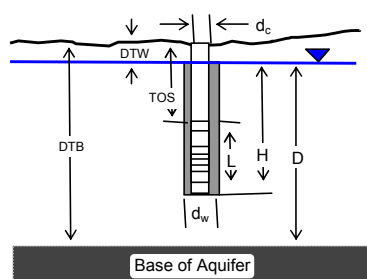 d_c
DTW
TOS
DTB
L
H
D
d_w
Base of Aquifer